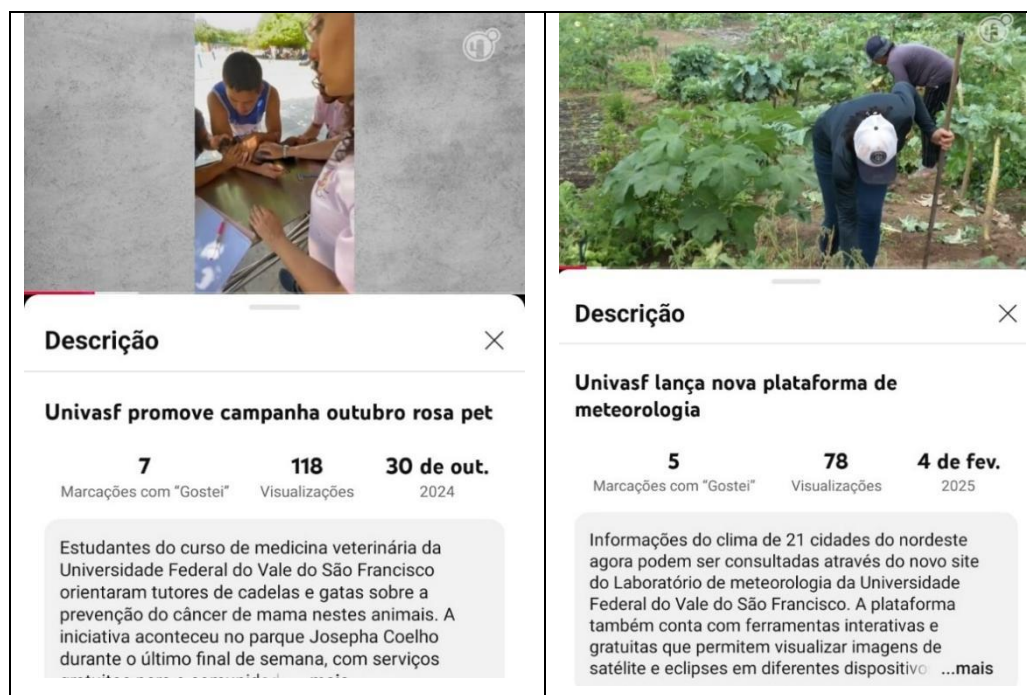 Descrição
Univasf promove campanha outubro rosa pet
7 118 30 de out.
Marcações com "Gostei" Visualizações 2024
Estudantes do curso de medicina veterinária da
Universidade Federal do Vale do São Francisco
orientaram tutores de cadelas e gatas sobre a
prevenção do câncer de mama nestes animais. A
iniciativa aconteceu no parque Josepha Coelho
durante o último final de semana, com serviços
Descrição
Univasf lança nova plataforma de
meteorologia
5 78 4 de fev.
Marcações com "Gostei" Visualizações 2025
Informações do clima de 21 cidades do nordeste
agora podem ser consultadas através do novo site
do Laboratório de meteorologia da Universidade
Federal do Vale do São Francisco. A plataforma
também conta com ferramentas interativas e
gratuitas que permitem visualizar imagens de
satélite e eclipses em diferentes dispositivo ...mais